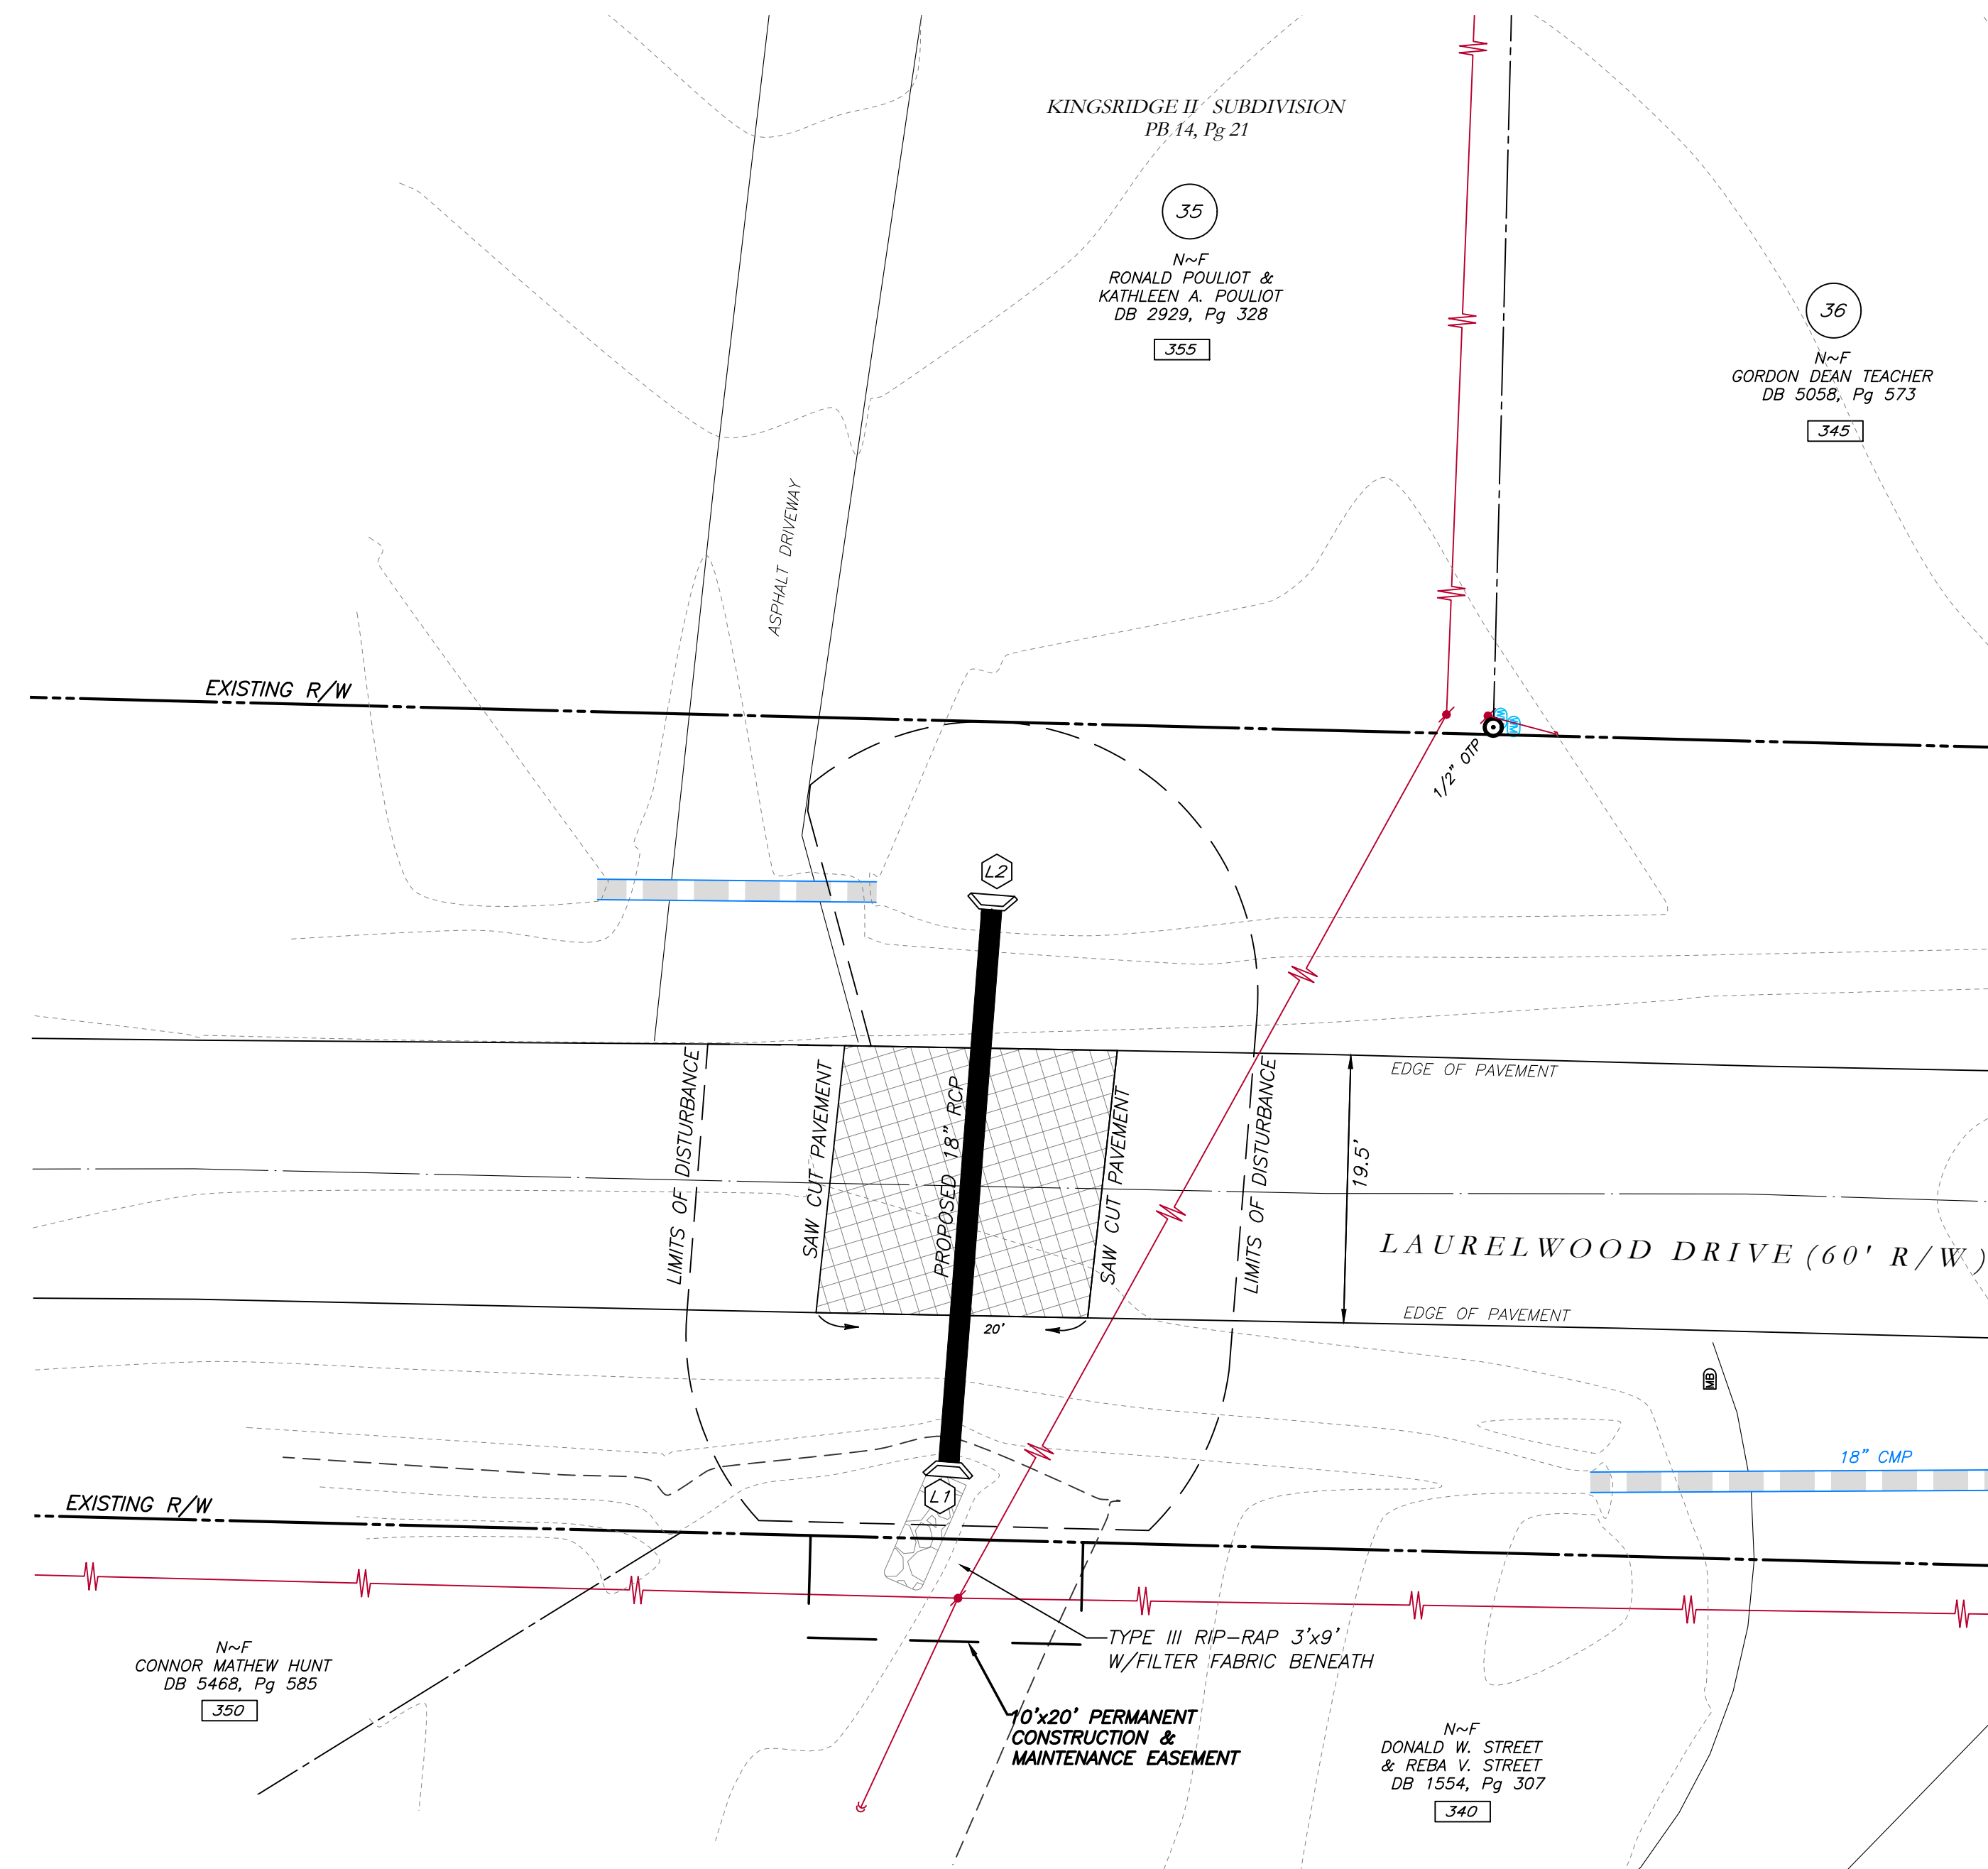 KINGSRIDGE II SUBDIVISION
PB 14, Pg 21
35
N~F
RONALD POULIOT &
KATHLEEN A. POULIOT
DB 2929, Pg 328
355
36
N~F
GORDON DEAN TEACHER
DB 5058, Pg 573
345
ASPHALT DRIVEWAY
EXISTING R/W
1/2" OTP
L2
LIMITS OF DISTURBANCE
SAW CUT PAVEMENT
PROPOSED 18" RCP
SAW CUT PAVEMENT
LIMITS OF DISTURBANCE
EDGE OF PAVEMENT
19.5'
LAURELWOOD DRIVE (60' R/W)
EDGE OF PAVEMENT
20'
MB
18" CMP
L1
EXISTING R/W
TYPE III RIP-RAP 3'x9'
W/FILTER FABRIC BENEATH
N~F
CONNOR MATHEW HUNT
DB 5468, Pg 585
350
10'x20' PERMANENT
CONSTRUCTION &
MAINTENANCE EASEMENT
N~F
DONALD W. STREET
& REBA V. STREET
DB 1554, Pg 307
340